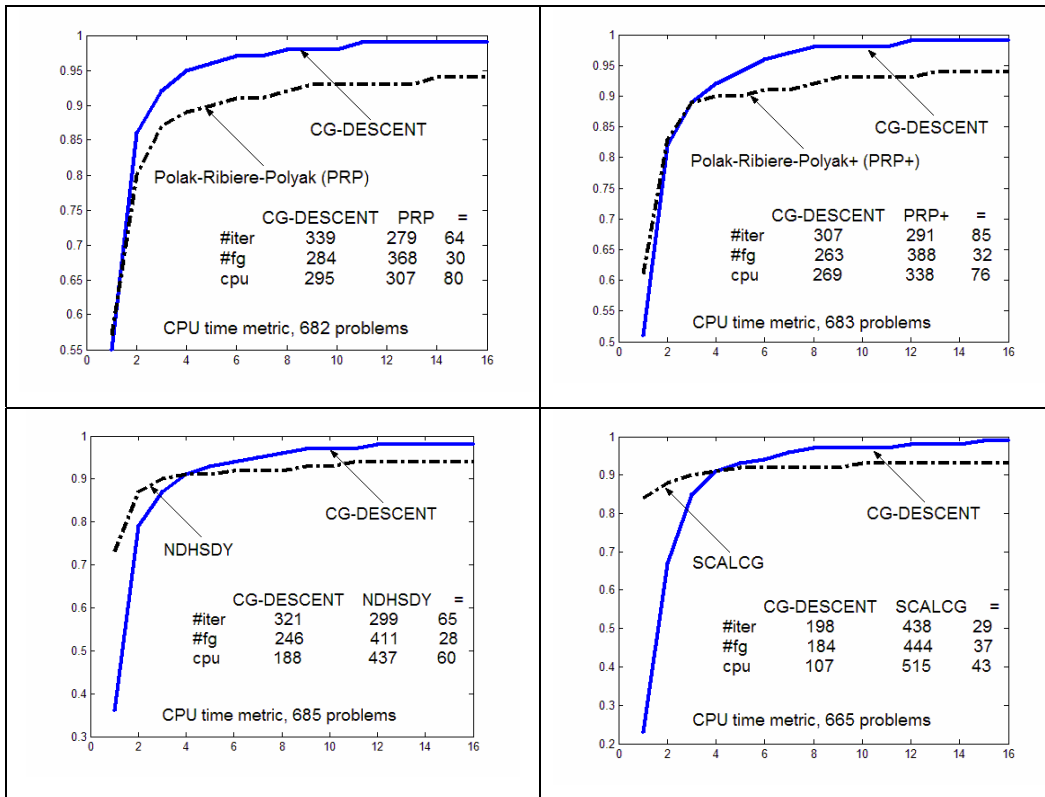 1
0.95
0.9
0.85
0.8
0.75
0.7
0.65
0.6
0.55
0 2 4 6 8 10 12 14 16
CG-DESCENT
Polak-Ribiere-Polyak (PRP)
CG-DESCENT PRP =
#iter 339 279 64
#fg 284 368 30
cpu 295 307 80
CPU time metric, 682 problems
1
0.95
0.9
0.85
0.8
0.75
0.7
0.65
0.6
0.55
0.5
0 2 4 6 8 10 12 14 16
CG-DESCENT
Polak-Ribiere-Polyak+ (PRP+)
CG-DESCENT PRP+ =
#iter 307 291 85
#fg 263 388 32
cpu 269 338 76
CPU time metric, 683 problems
1
0.9
0.8
0.7
0.6
0.5
0.4
0.3
0 2 4 6 8 10 12 14 16
CG-DESCENT
NDHSDY
CG-DESCENT NDHSDY =
#iter 321 299 65
#fg 246 411 28
cpu 188 437 60
CPU time metric, 685 problems
1
0.9
0.8
0.7
0.6
0.5
0.4
0.3
0.2
0 2 4 6 8 10 12 14 16
CG-DESCENT
SCALCG
CG-DESCENT SCALCG =
#iter 198 438 29
#fg 184 444 37
cpu 107 515 43
CPU time metric, 665 problems